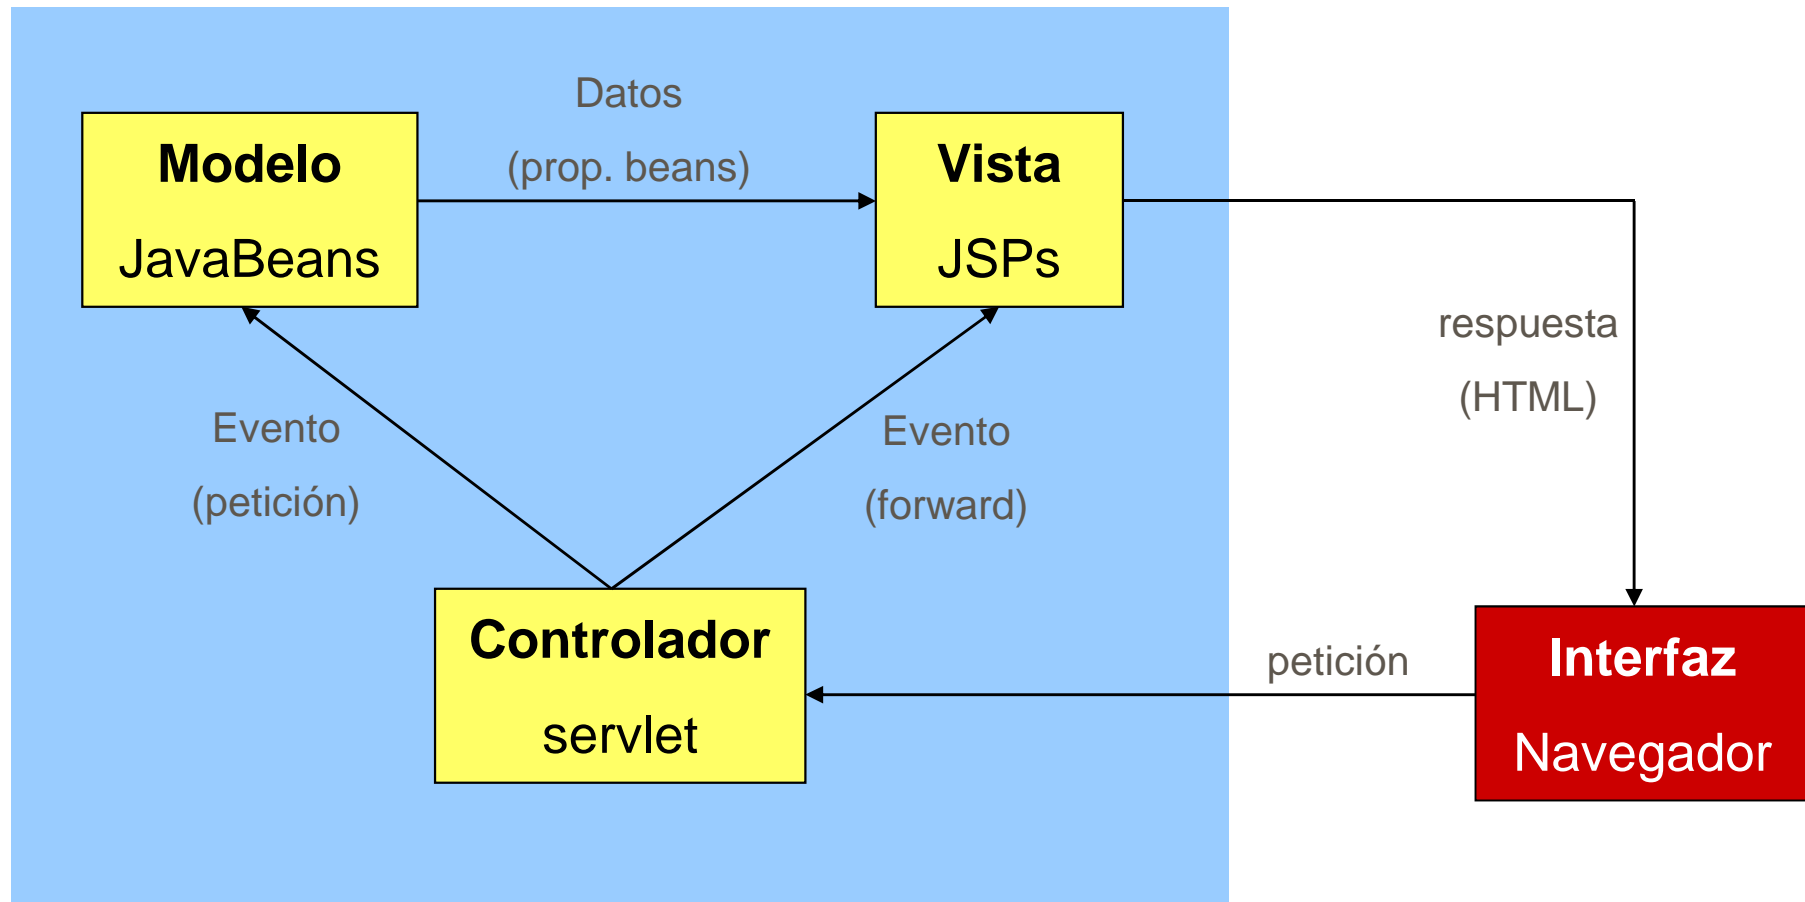 Datos
(prop. beans)
Modelo
JavaBeans
Vista
JSPs
respuesta
(HTML)
Evento
(petición)
Evento
(forward)
Controlador
servlet
petición
Interfaz
Navegador